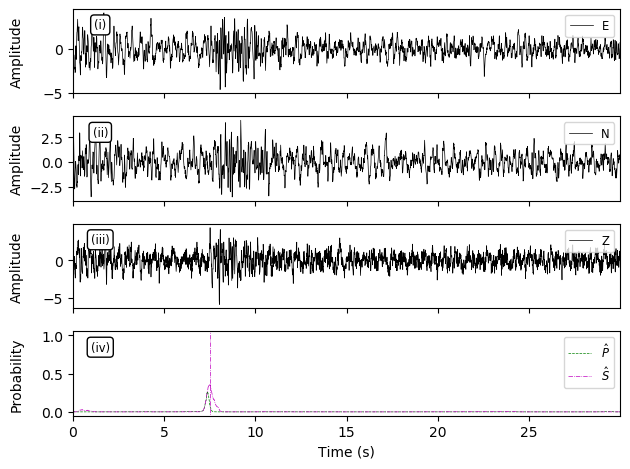 (i)
E
Amplitude
0
−5
(ii)
N
Amplitude
2.5
0.0
−2.5
(iii)
Z
Amplitude
0
−5
(iv)
P̂
Ŝ
Probability
1.0
0.5
0.0
0 5 10 15 20 25
Time (s)